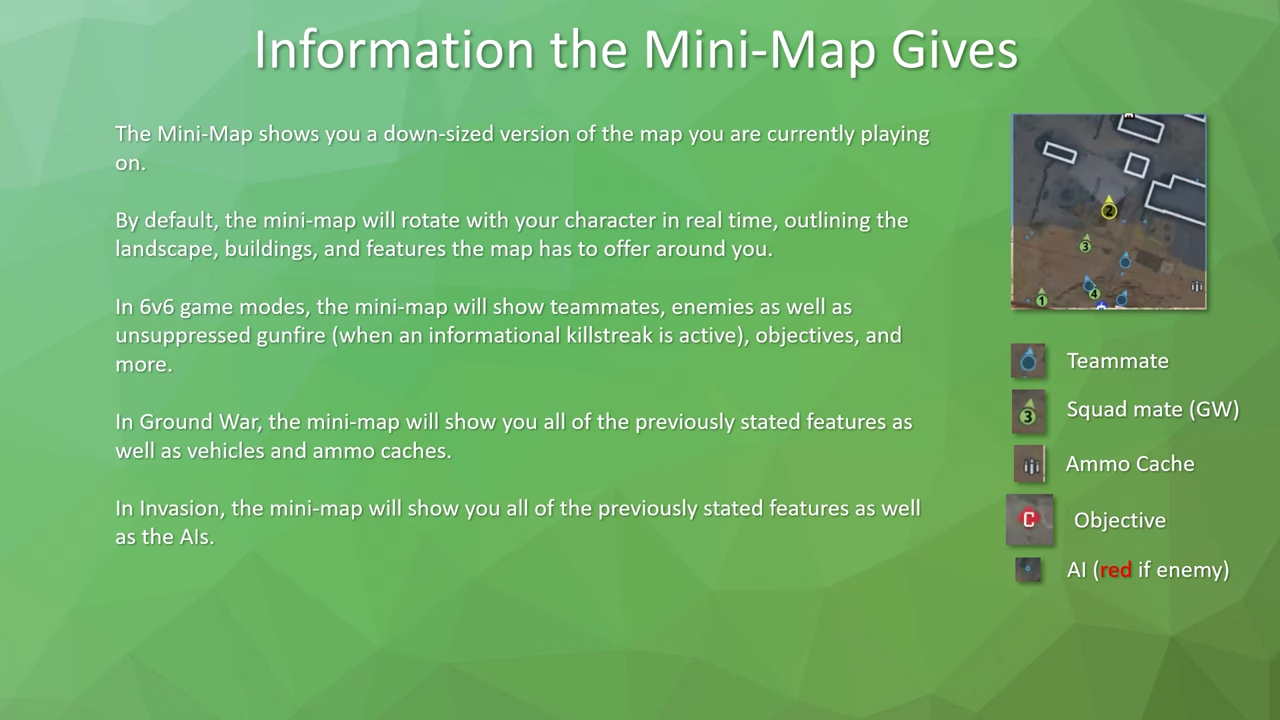 Information the Mini-Map Gives
The Mini-Map shows you a down-sized version of the map you are currently playing
on.
By default, the mini-map will rotate with your character in real time, outlining the
landscape, buildings, and features the map has to offer around you.
In 6v6 game modes, the mini-map will show teammates, enemies as well as
unsuppressed gunfire (when an informational killstreak is active), objectives, and
more.
In Ground War, the mini-map will show you all of the previously stated features as
well as vehicles and ammo caches.
In Invasion, the mini-map will show you all of the previously stated features as well
as the AIs.
2
3
4
1
Teammate
3 Squad mate (GW)
Ammo Cache
C Objective
AI (red if enemy)